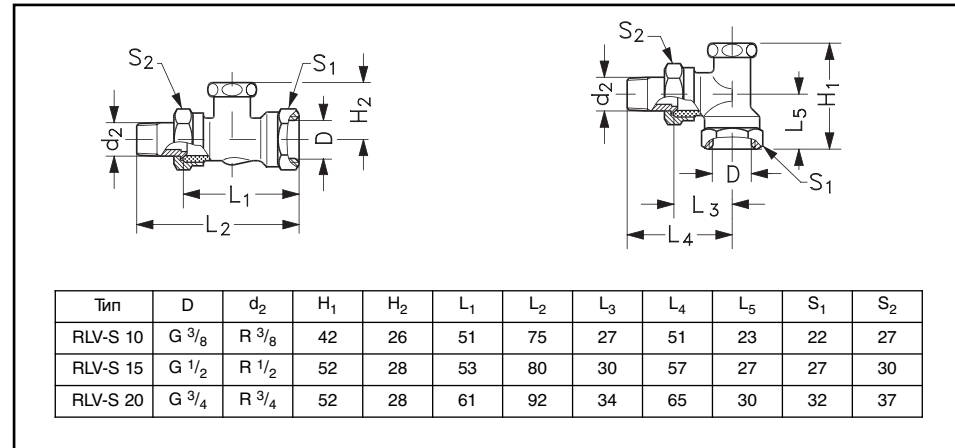 S2 S1 H2
d2 D
L1
L2
S2
d2 H1
L5
D S1
L3
L4
Тип D d2 H1 H2 L1 L2 L3 L4 L5 S1 S2
RLV-S 10 G 3/8 R 3/8 42 26 51 75 27 51 23 22 27
RLV-S 15 G 1/2 R 1/2 52 28 53 80 30 57 27 27 30
RLV-S 20 G 3/4 R 3/4 52 28 61 92 34 65 30 32 37